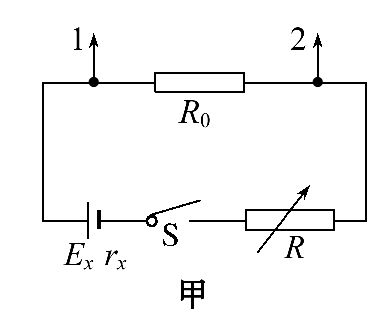 1 2
R₀
S
Eₓ rₓ R
甲